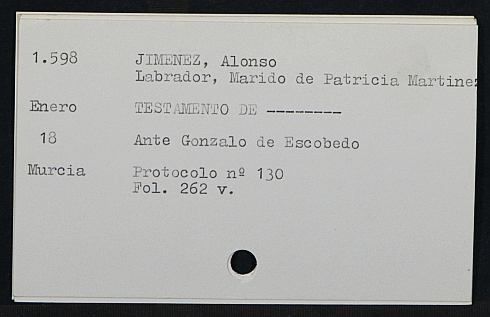 1.598 JIMENEZ, Alonso
Labrador, Marido de Patricia Martinez
Enero TESTAMENTO DE --------
18 Ante Gonzalo de Escobedo
Murcia Protocolo nº 130
Fol. 262 v.